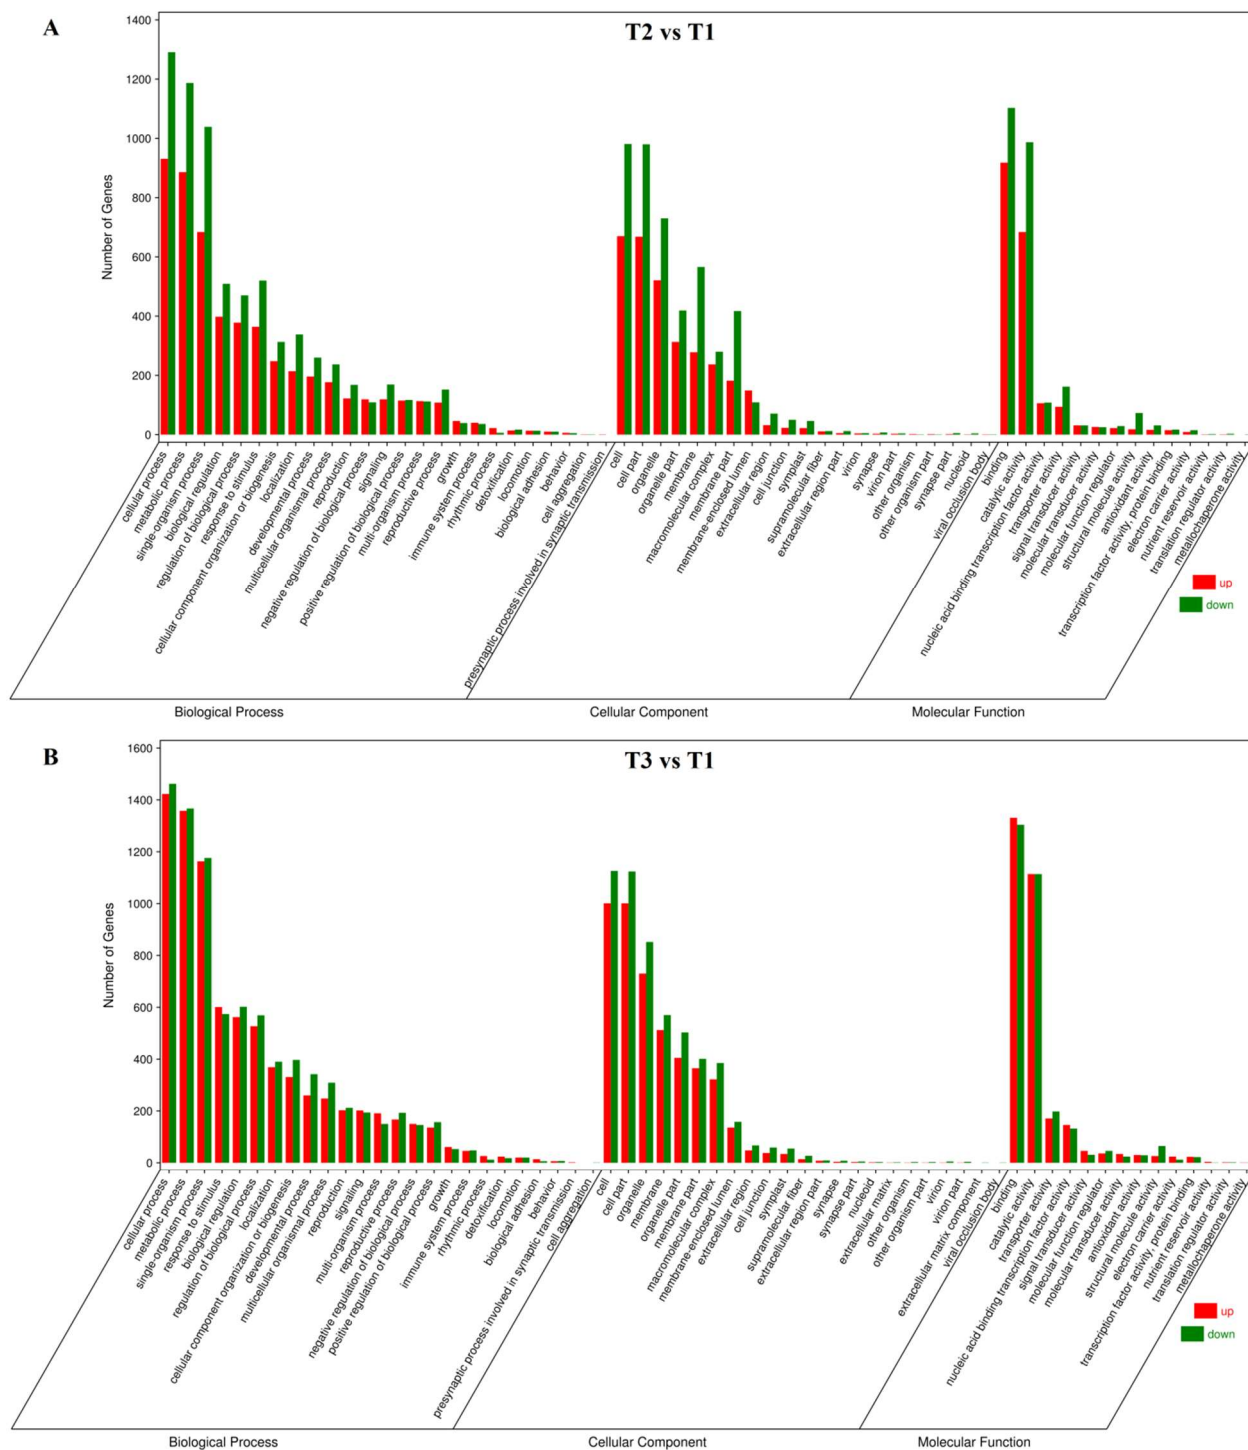 A
T2 vs T1
1400
1200
1000
800
600
400
200
0
Number of Genes
cellular process
metabolic process
single-organism process
biological regulation
regulation of biological process
response to stimulus
cellular component organization or biogenesis
localization
developmental process
multicellular organismal process
reproduction
negative regulation of biological process
signaling
positive regulation of biological process
multi-organism process
reproductive process
growth
immune system process
rhythmic process
detoxification
locomotion
biological adhesion
behavior
cell aggregation
presynaptic process involved in synaptic transmission
cell
cell part
organelle
organelle part
membrane
macromolecular complex
membrane part
membrane-enclosed lumen
extracellular region
cell junction
symplast
supramolecular fiber
extracellular region part
virion
synapse
virion part
other organism
other organism part
synapse part
nucleoid
viral occlusion body
binding
catalytic activity
nucleic acid binding transcription factor activity
transporter activity
signal transducer activity
molecular transducer activity
molecular function regulator
structural molecule activity
antioxidant activity
transcription factor activity, protein binding
electron carrier activity
nutrient reservoir activity
translation regulator activity
metallochaperone activity
up
down
Biological Process
Cellular Component
Molecular Function
B
T3 vs T1
1600
1400
1200
1000
800
600
400
200
0
Number of Genes
cellular process
metabolic process
single-organism process
response to stimulus
biological regulation
regulation of biological process
localization
cellular component organization or biogenesis
developmental process
multicellular organismal process
reproduction
signaling
multi-organism process
reproductive process
negative regulation of biological process
positive regulation of biological process
growth
immune system process
rhythmic process
detoxification
locomotion
biological adhesion
behavior
presynaptic process involved in synaptic transmission
cell aggregation
cell
cell part
organelle
membrane
organelle part
membrane part
macromolecular complex
membrane-enclosed lumen
extracellular region
cell junction
symplast
supramolecular fiber
extracellular region part
synapse
synapse part
nucleoid
extracellular matrix
other organism
other organism part
virion
virion part
extracellular matrix component
viral occlusion body
binding
catalytic activity
transporter activity
nucleic acid binding transcription factor activity
signal transducer activity
molecular function regulator
molecular transducer activity
antioxidant activity
structural molecule activity
electron carrier activity
transcription factor activity, protein binding
nutrient reservoir activity
translation regulator activity
metallochaperone activity
up
down
Biological Process
Cellular Component
Molecular Function